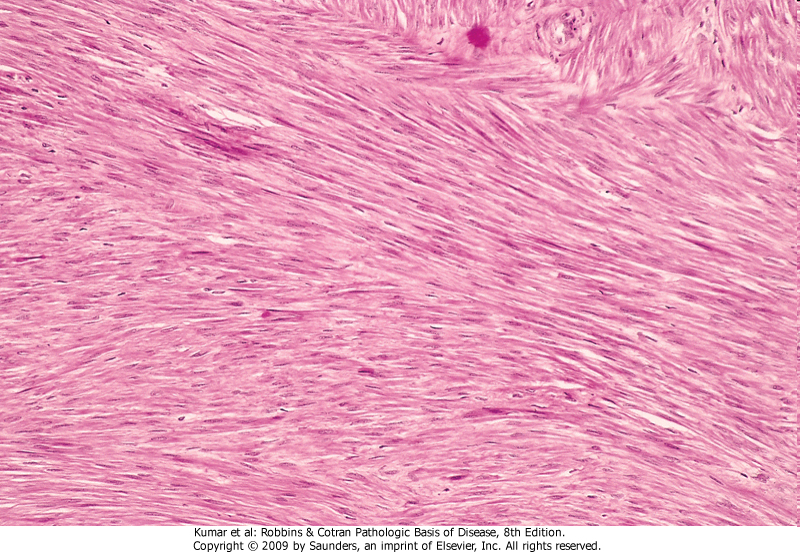 Kumar et al: Robbins & Cotran Pathologic Basis of Disease, 8th Edition.
Copyright © 2009 by Saunders, an imprint of Elsevier, Inc. All rights reserved.